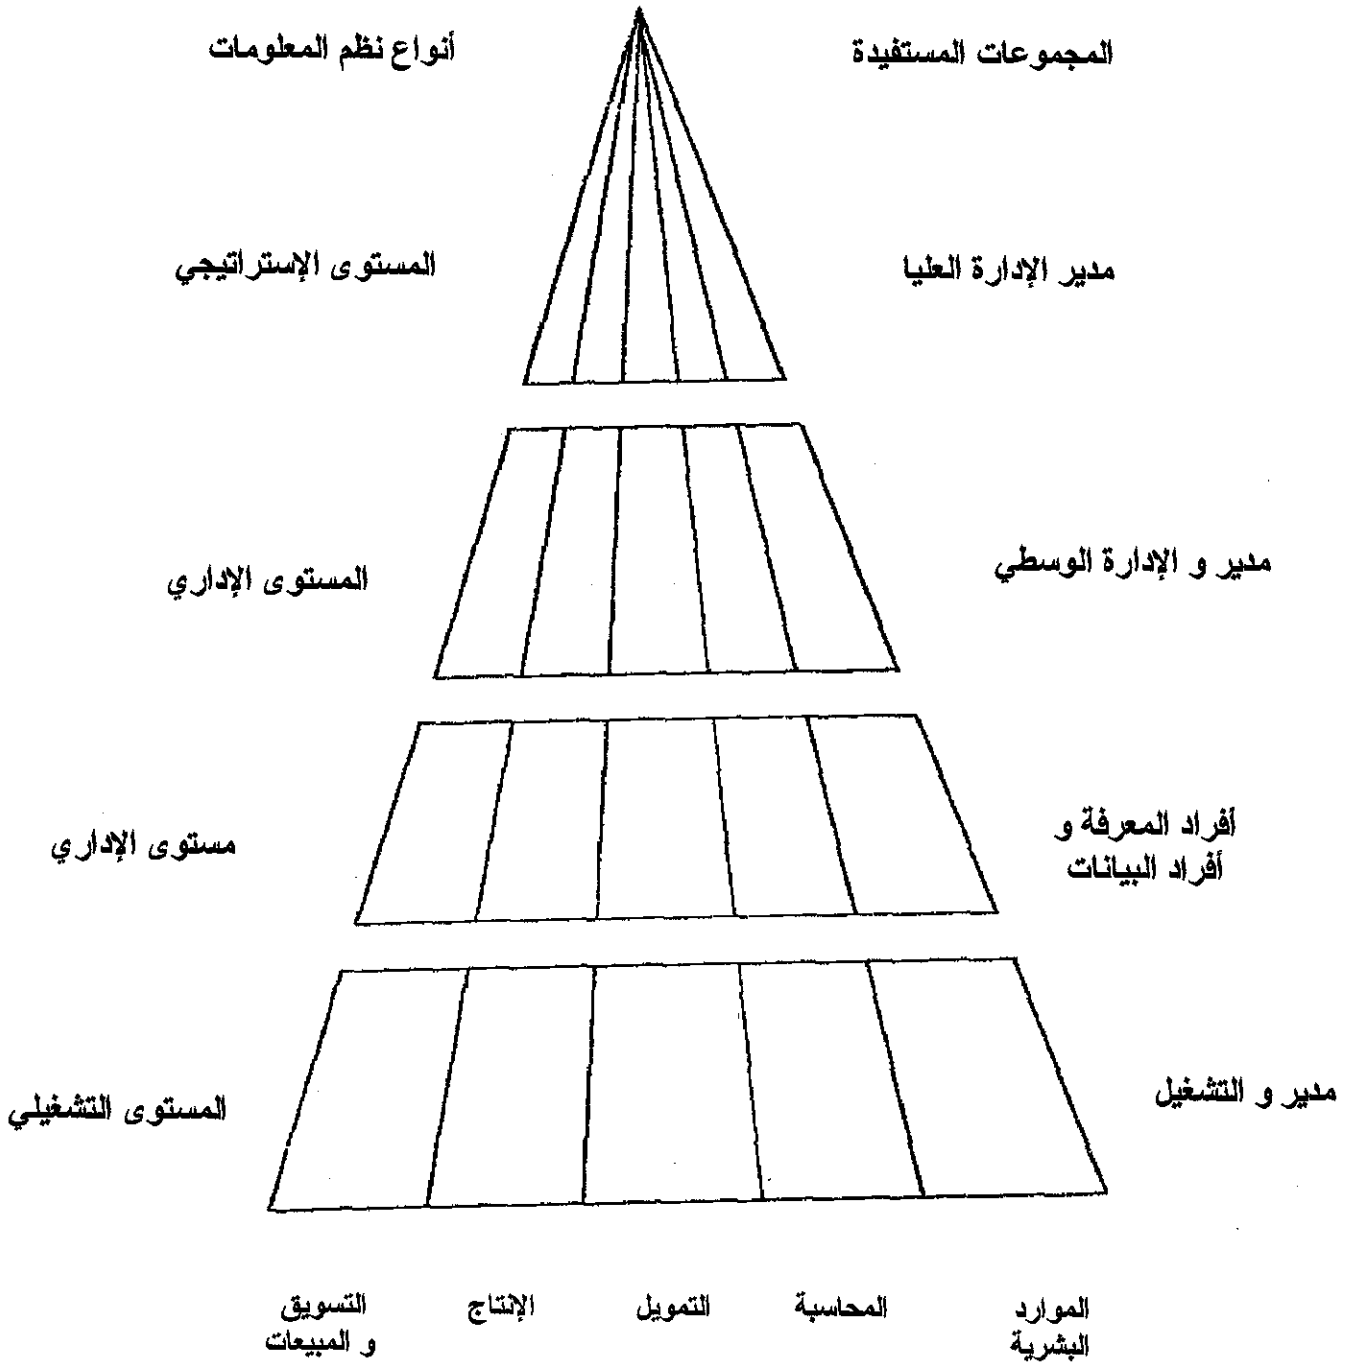 المجموعات المستفيدة
أنواع نظم المعلومات
مدير الإدارة العليا
المستوى الإستراتيجي
مدير و الإدارة الوسطي
المستوى الإداري
أفراد المعرفة و
أفراد البيانات
مستوى الإداري
مدير و التشغيل
المستوى التشغيلي
الموارد
البشرية
المحاسبة
التمويل
الإنتاج
التسويق
و المبيعات